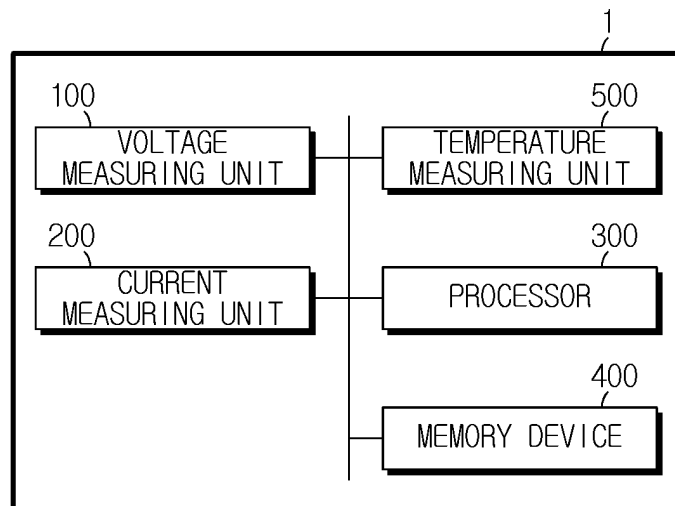 1
100
VOLTAGE
MEASURING UNIT
500
TEMPERATURE
MEASURING UNIT
200
CURRENT
MEASURING UNIT
300
PROCESSOR
400
MEMORY DEVICE